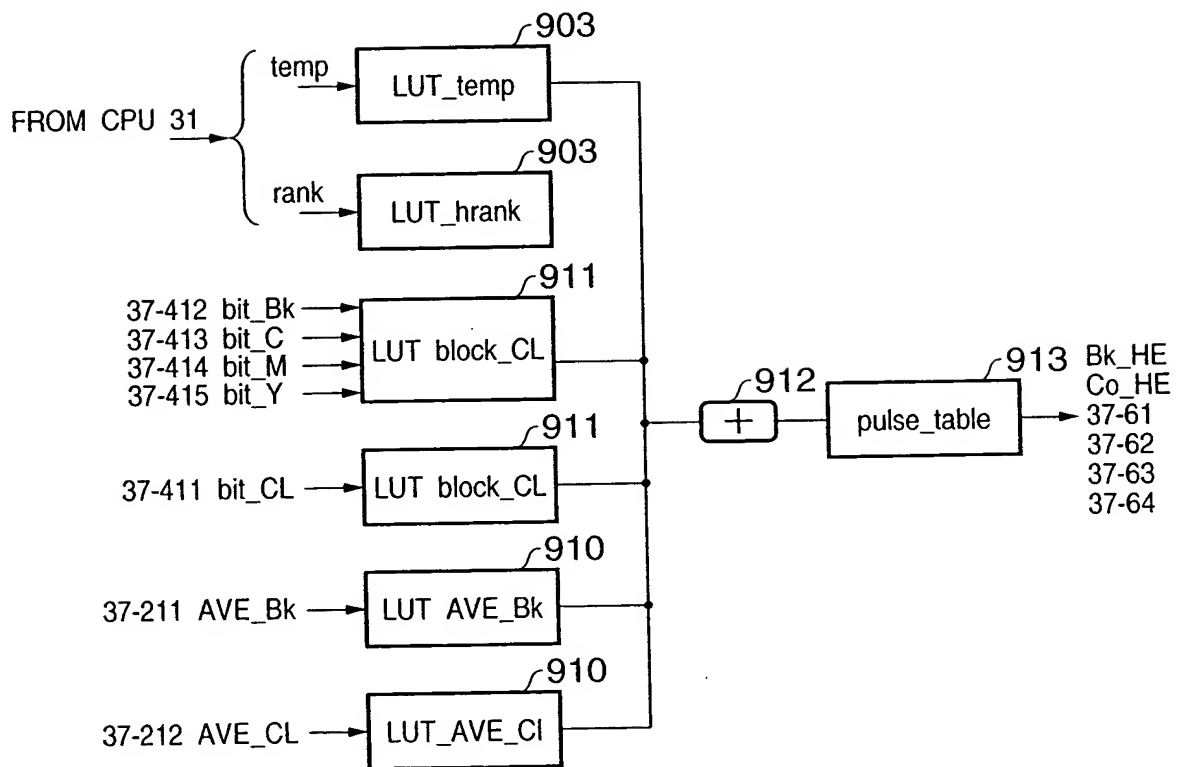 903
temp
LUT_temp
FROM CPU 31
903
rank
LUT_hrank
911
37-412 bit_Bk
37-413 bit_C
37-414 bit_M
37-415 bit_Y
LUT block_CL
912
+
913
pulse_table
Bk_HE
Co_HE
37-61
37-62
37-63
37-64
911
37-411 bit_CL
LUT block_CL
910
37-211 AVE_Bk
LUT AVE_Bk
910
37-212 AVE_CL
LUT_AVE_Cl